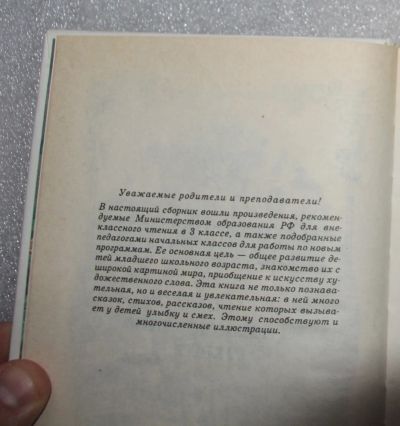 Уважаемые родители и преподаватели!
В настоящий сборник вошли произведения, рекомен-
дуемые Министерством образования РФ для вне-
классного чтения в 3 классе, а также подобранные
педагогами начальных классов для работы по новым
программам. Ее основная цель — общее развитие де-
тей младшего школьного возраста, знакомство их с
широкой картиной мира, приобщение к искусству ху-
дожественного слова. Эта книга не только познава-
тельная, но и веселая и увлекательная: в ней много
сказок, стихов, рассказов, чтение которых вызыва-
ет у детей улыбку и смех. Этому способствуют и
многочисленные иллюстрации.